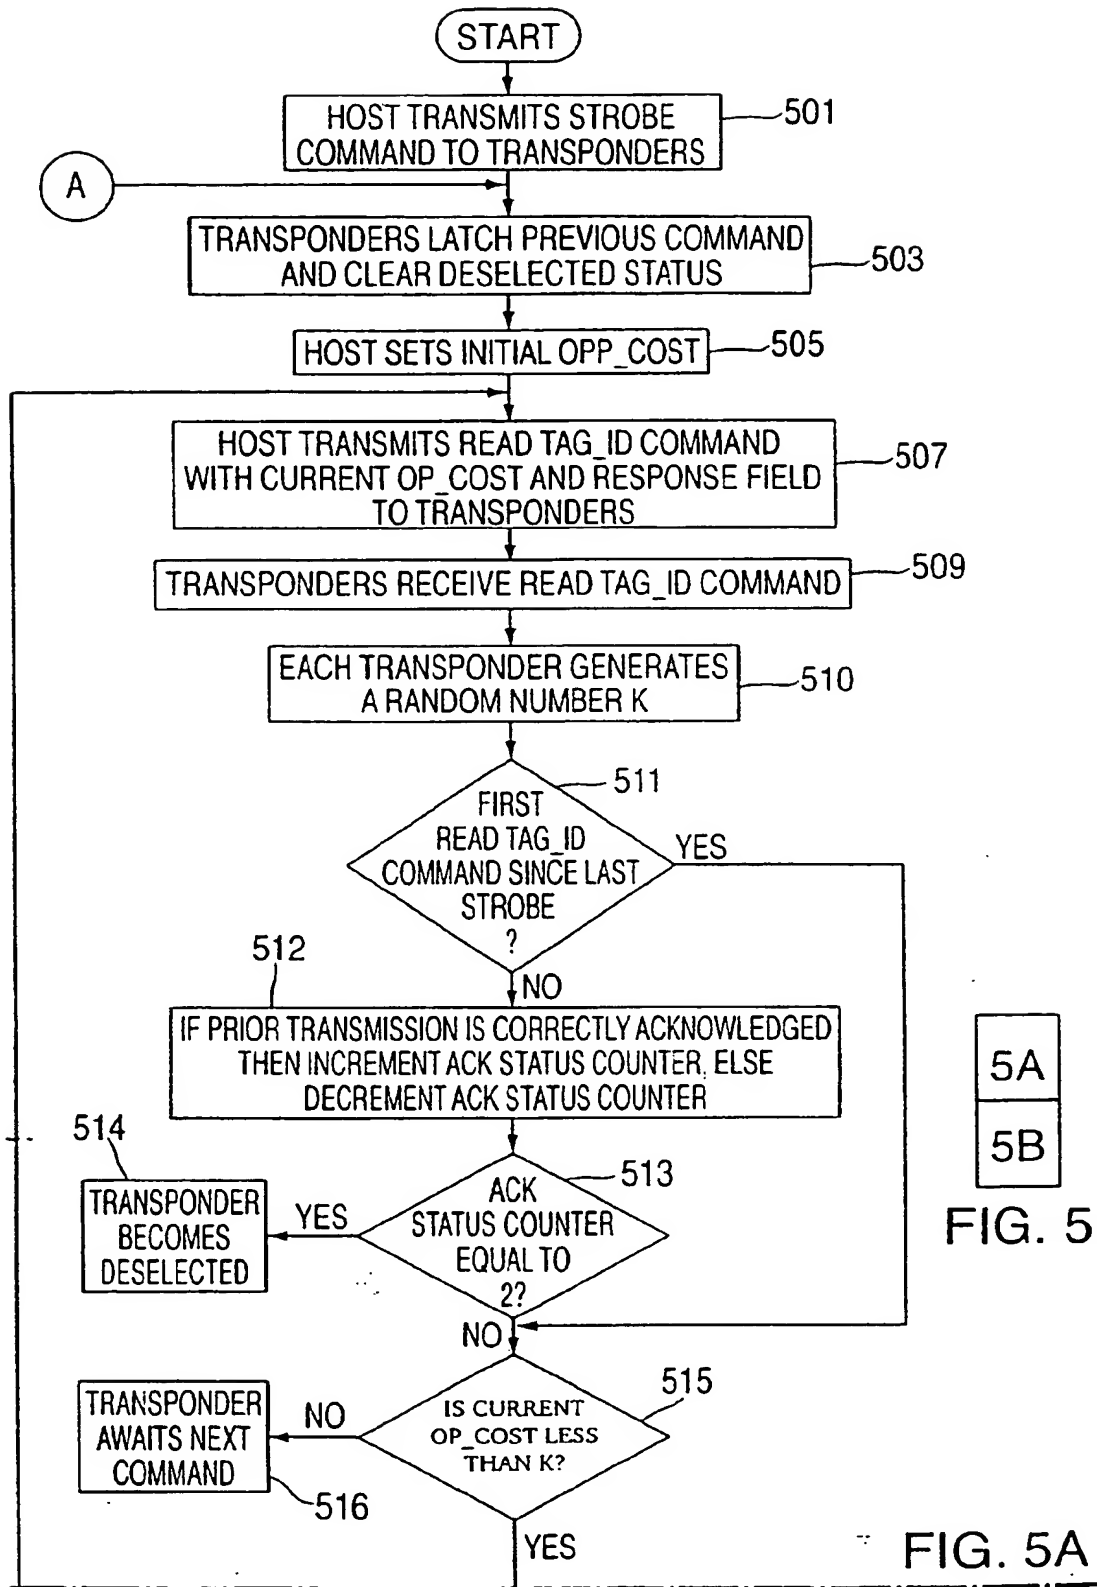 START
HOST TRANSMITS STROBE
COMMAND TO TRANSPONDERS
501
A
TRANSPONDERS LATCH PREVIOUS COMMAND
AND CLEAR DESELECTED STATUS
503
HOST SETS INITIAL OPP_COST
505
HOST TRANSMITS READ TAG_ID COMMAND
WITH CURRENT OP_COST AND RESPONSE FIELD
TO TRANSPONDERS
507
TRANSPONDERS RECEIVE READ TAG_ID COMMAND
509
EACH TRANSPONDER GENERATES
A RANDOM NUMBER K
510
511
FIRST
READ TAG_ID
COMMAND SINCE LAST
STROBE
?
YES
NO
512
IF PRIOR TRANSMISSION IS CORRECTLY ACKNOWLEDGED
THEN INCREMENT ACK STATUS COUNTER, ELSE
DECREMENT ACK STATUS COUNTER
5A
5B
FIG. 5
513
ACK
STATUS COUNTER
EQUAL TO
2?
YES
514
TRANSPONDER
BECOMES
DESELECTED
NO
515
IS CURRENT
OP_COST LESS
THAN K?
NO
TRANSPONDER
AWAITS NEXT
COMMAND
516
YES
FIG. 5A